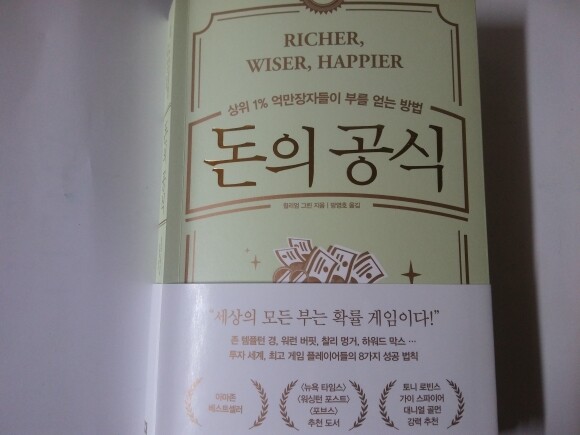 RICHER,
WISER, HAPPIER
상위 1% 억만장자들이 부를 얻는 방법
돈의 공식
윌리엄 그린 지음 | 방영호 옮김
"세상의 모든 부는 확률 게임이다!"
존 템플턴 경, 워런 버핏, 찰리 멍거, 하워드 막스 …
투자 세계, 최고 게임 플레이어들의 8가지 성공 법칙
아마존
베스트셀러
〈뉴욕 타임스〉
〈워싱턴 포스트〉
〈포브스〉
추천 도서
토니 로빈스
가이 스파이어
대니얼 골먼
강력 추천